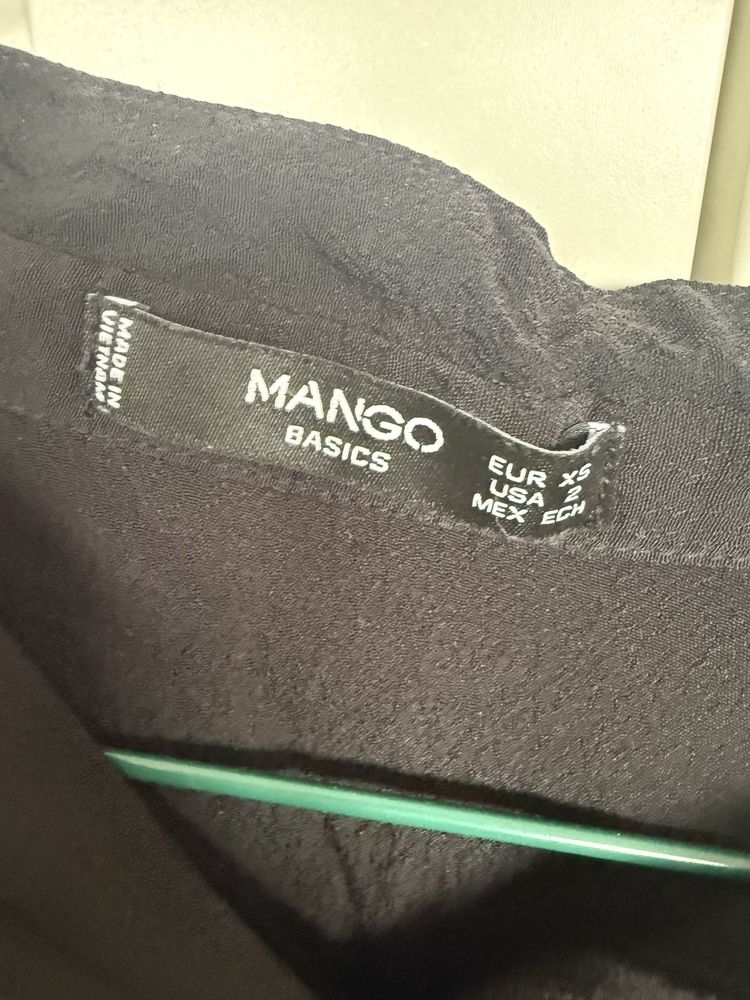 MADE IN
VIETNAM
MANGO
BASICS
EUR XS
USA 2
MEX ECH